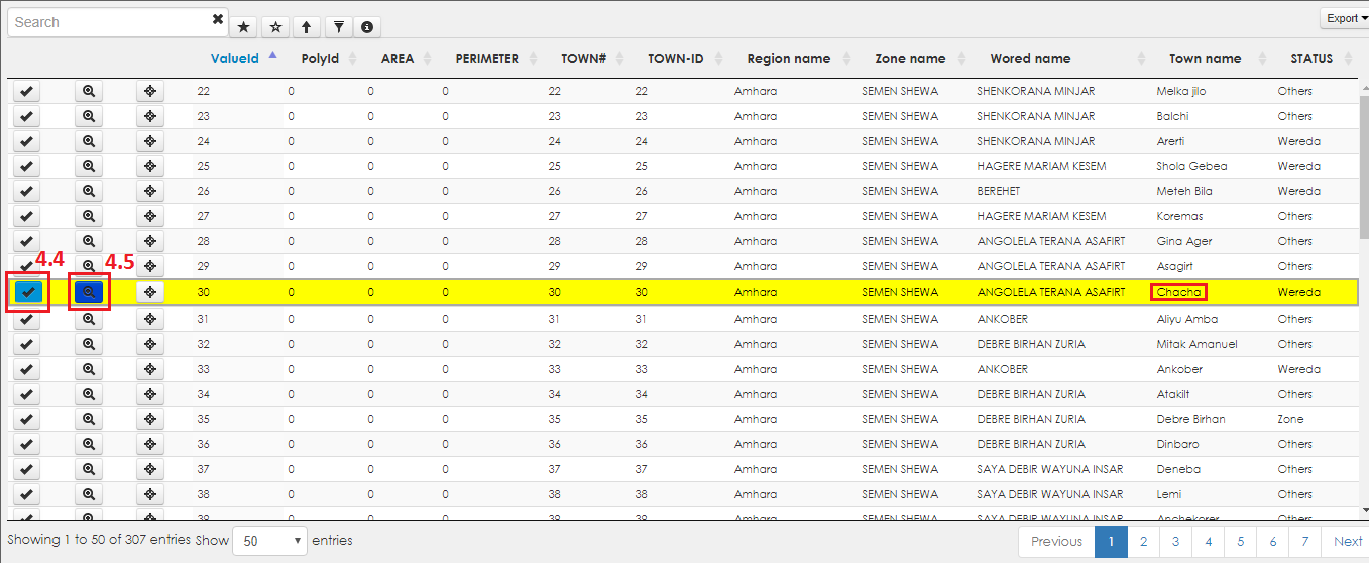 Search
Export
ValueId PolyId AREA PERIMETER TOWN# TOWN-ID Region name Zone name Wored name Town name STATUS
22 0 0 0 22 22 Amhara SEMEN SHEWA SHENKORANA MINJAR Melka jilo Others
23 0 0 0 23 23 Amhara SEMEN SHEWA SHENKORANA MINJAR Balchi Others
24 0 0 0 24 24 Amhara SEMEN SHEWA SHENKORANA MINJAR Arerti Wereda
25 0 0 0 25 25 Amhara SEMEN SHEWA HAGERE MARIAM KESEM Shola Gebea Wereda
26 0 0 0 26 26 Amhara SEMEN SHEWA BEREHET Meteh Bila Wereda
27 0 0 0 27 27 Amhara SEMEN SHEWA HAGERE MARIAM KESEM Koremas Others
28 0 0 0 28 28 Amhara SEMEN SHEWA ANGOLELA TERANA ASAFIRT Gina Ager Others
4.4 4.5
29 0 0 0 29 29 Amhara SEMEN SHEWA ANGOLELA TERANA ASAFIRT Asagirt Others
30 0 0 0 30 30 Amhara SEMEN SHEWA ANGOLELA TERANA ASAFIRT Chacha Wereda
31 0 0 0 31 31 Amhara SEMEN SHEWA ANKOBER Aliyu Amba Others
32 0 0 0 32 32 Amhara SEMEN SHEWA DEBRE BIRHAN ZURIA Mitak Amanuel Others
33 0 0 0 33 33 Amhara SEMEN SHEWA ANKOBER Ankober Wereda
34 0 0 0 34 34 Amhara SEMEN SHEWA DEBRE BIRHAN ZURIA Atakilt Others
35 0 0 0 35 35 Amhara SEMEN SHEWA DEBRE BIRHAN ZURIA Debre Birhan Zone
36 0 0 0 36 36 Amhara SEMEN SHEWA DEBRE BIRHAN ZURIA Dinbaro Others
37 0 0 0 37 37 Amhara SEMEN SHEWA SAYA DEBIR WAYUNA INSAR Deneba Others
38 0 0 0 38 38 Amhara SEMEN SHEWA SAYA DEBIR WAYUNA INSAR Lemi Others
39 0 0 0 39 39 Amhara SEMEN SHEWA SAYA DEBIR WAYUNA INSAR Anchekorer Others
Showing 1 to 50 of 307 entries Show 50 entries
Previous 1 2 3 4 5 6 7 Next